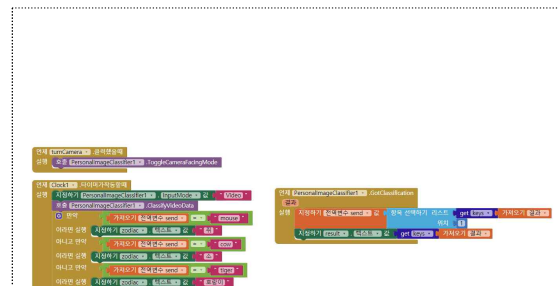 언제 turnCamera .클릭했을때
실행 호출 PersonalImageClassifier1 .ToggleCameraFacingMode
언제 Clock1 .타이머가작동할때
실행 지정하기 PersonalImageClassifier1 . InputMode 값 " Video "
호출 PersonalImageClassifier1 .ClassifyVideoData
만약 가져오기 전역변수 send = " mouse "
이라면 실행 지정하기 zodiac . 텍스트 값 " 쥐 "
아니고 만약 가져오기 전역변수 send = " cow "
이라면 실행 지정하기 zodiac . 텍스트 값 " 소 "
아니고 만약 가져오기 전역변수 send = " tiger "
이라면 실행 지정하기 zodiac . 텍스트 값 " 호랑이 "
언제 PersonalImageClassifier1 .GotClassification
결과
실행 지정하기 전역변수 send 값 항목 선택하기 리스트 get keys 가져오기 결과
위치 1
지정하기 result . 텍스트 값 get keys 가져오기 결과